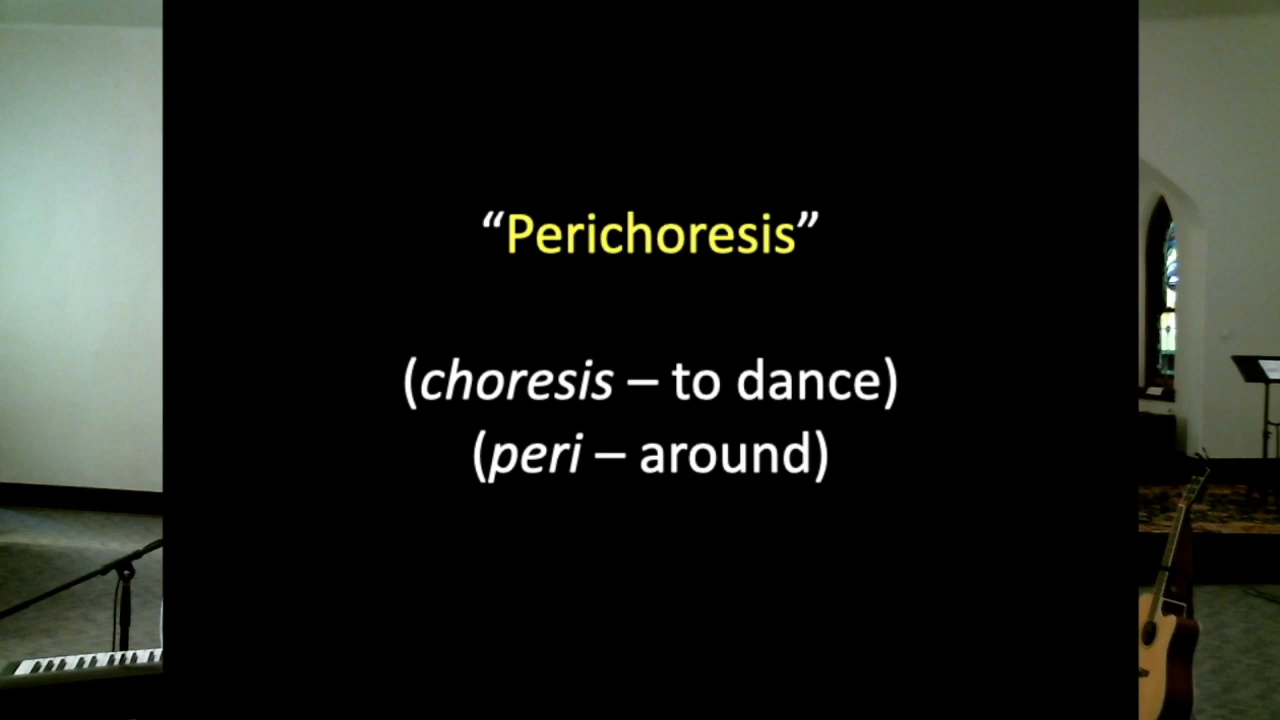 “Perichoresis”
(choresis – to dance)
(peri – around)